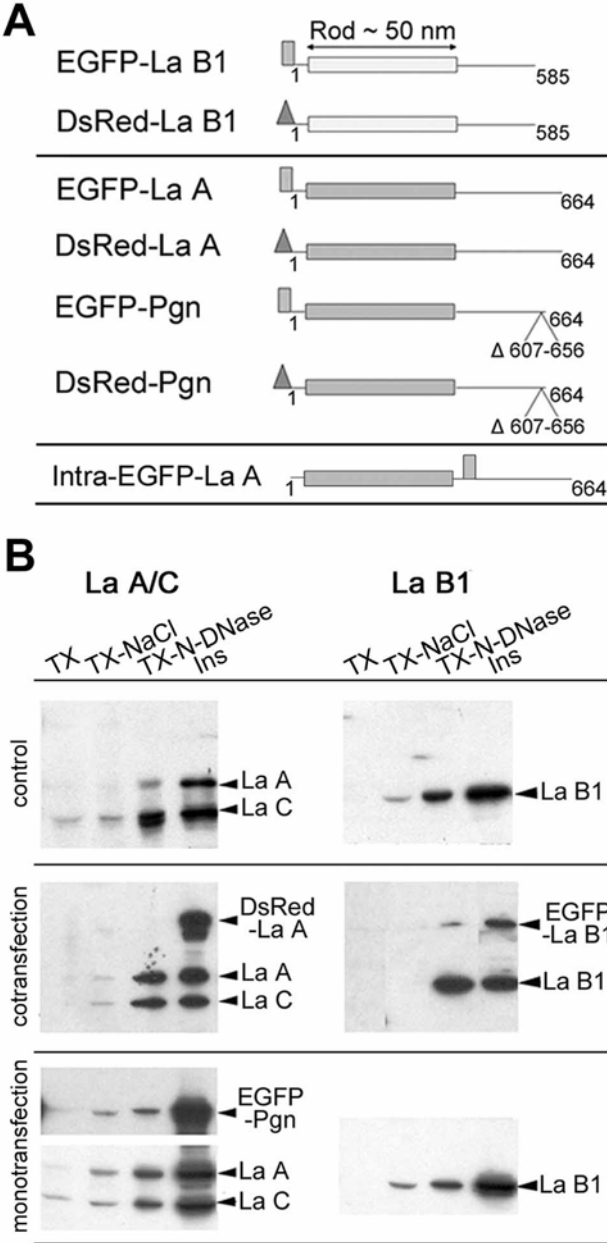 A
Rod ~ 50 nm
EGFP-La B1
1
585
DsRed-La B1
1
585
EGFP-La A
1
664
DsRed-La A
1
664
EGFP-Pgn
1
664
Δ 607-656
DsRed-Pgn
1
664
Δ 607-656
Intra-EGFP-La A
1
664
B
La A/C
La B1
TX
TX-NaCl
TX-N-DNase
Ins
TX
TX-NaCl
TX-N-DNase
Ins
control
La A
La C
La B1
cotransfection
DsRed
-La A
La A
La C
EGFP
-La B1
La B1
monotransfection
EGFP
-Pgn
La A
La C
La B1